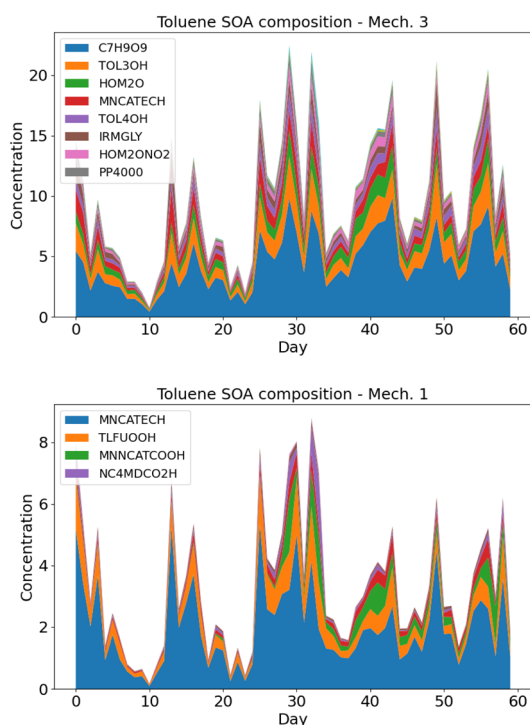 Toluene SOA composition - Mech. 3
C7H9O9
TOL3OH
HOM2O
MNCATECH
TOL4OH
IRMGLY
HOM2ONO2
PP4000
Concentration
20
15
10
5
0
0 10 20 30 40 50 60
Day
Toluene SOA composition - Mech. 1
MNCATECH
TLFUOOH
MNNCATCOOH
NC4MDCO2H
Concentration
8
6
4
2
0
0 10 20 30 40 50 60
Day